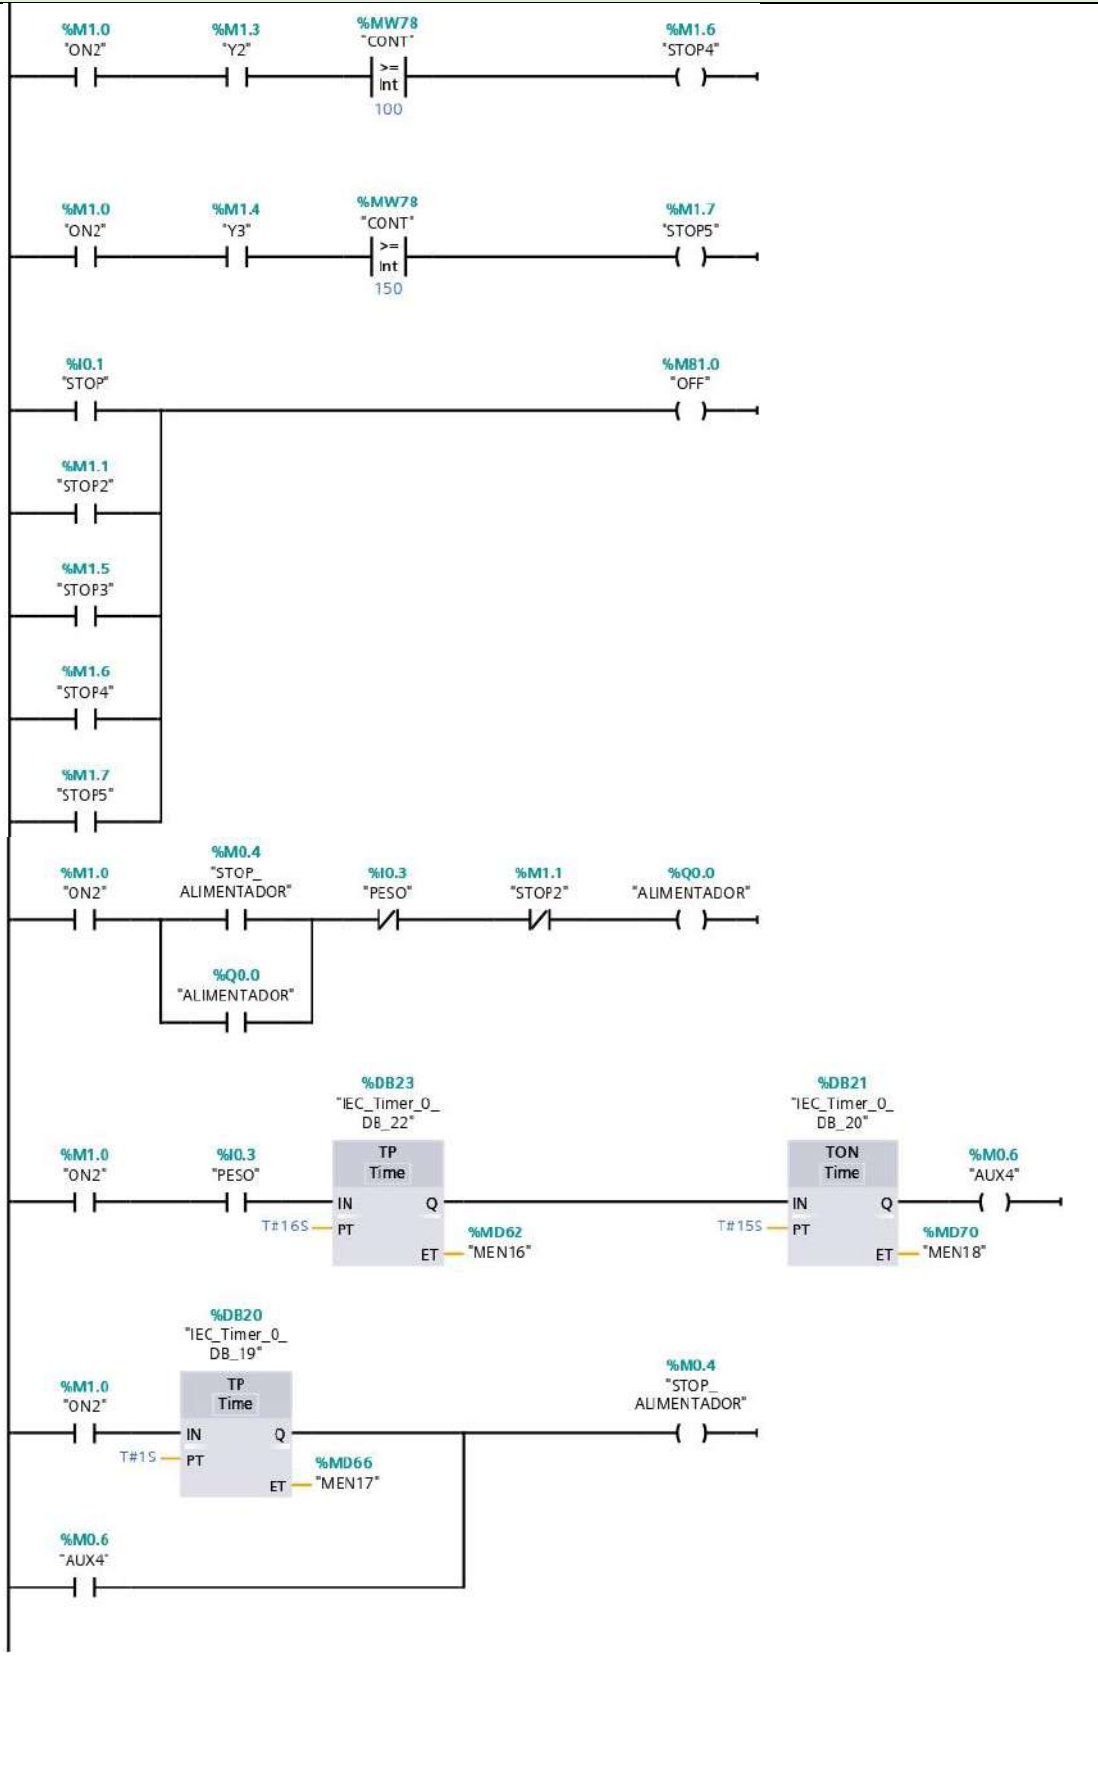 %M1.0 %M1.3 %MW78 %M1.6
"ON2" "Y2" "CONT" "STOP4"
>=
Int
100
%M1.0 %M1.4 %MW78 %M1.7
"ON2" "Y3" "CONT" "STOP5"
>=
Int
150
%I0.1 %M81.0
"STOP" "OFF"
%M1.1
"STOP2"
%M1.5
"STOP3"
%M1.6
"STOP4"
%M1.7
"STOP5"
%M0.4
%M1.0 "STOP_ %I0.3 %M1.1 %Q0.0
"ON2" ALIMENTADOR" "PESO" "STOP2" "ALIMENTADOR"
%Q0.0
"ALIMENTADOR"
%DB23 %DB21
"IEC_Timer_0_ "IEC_Timer_0_
DB_22" DB_20"
%M1.0 %I0.3 TP TON %M0.6
"ON2" "PESO" Time Time "AUX4"
IN Q IN Q
T#16S PT %MD62 T#15S PT %MD70
ET "MEN16" ET "MEN18"
%DB20
"IEC_Timer_0_
DB_19"
%M0.4
%M1.0 TP "STOP_
"ON2" Time ALIMENTADOR"
IN Q
T#1S PT %MD66
ET "MEN17"
%M0.6
"AUX4"